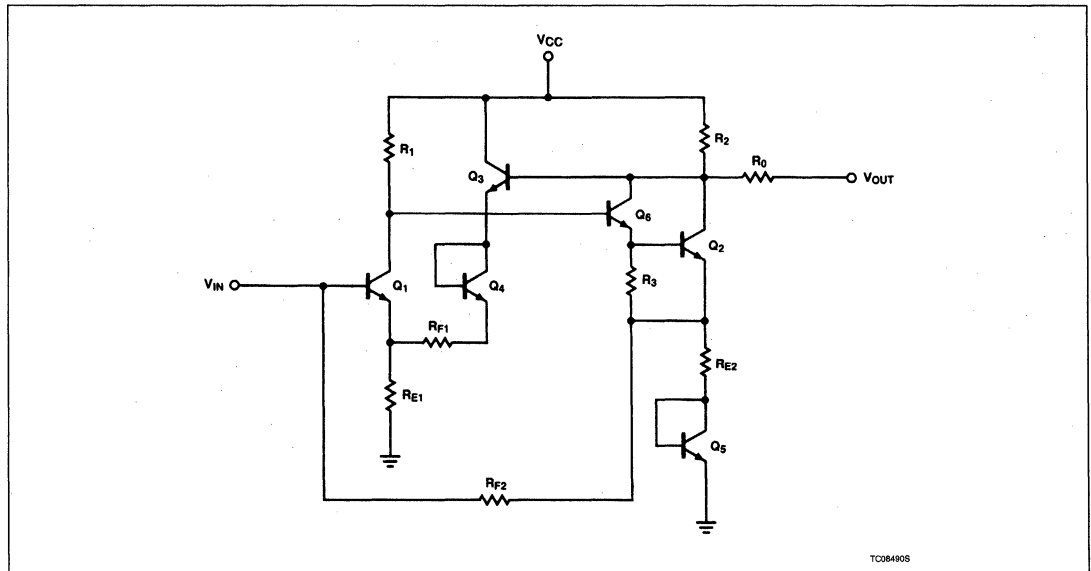 VCC
R1
R2
R0
Q3
VOUT
Q6
Q2
VIN
Q1
Q4
R3
RF1
RE2
RE1
Q5
RF2
TC08490S